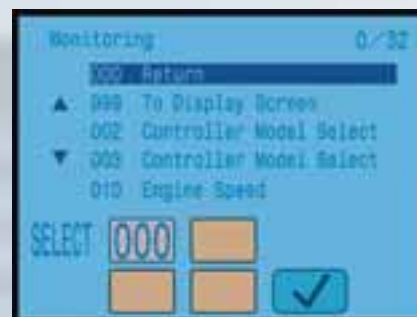 Monitoring 0/32
000 Return
999 To Display Screen
002 Controller Model Select
003 Controller Model Select
010 Engine Speed
SELECT 000